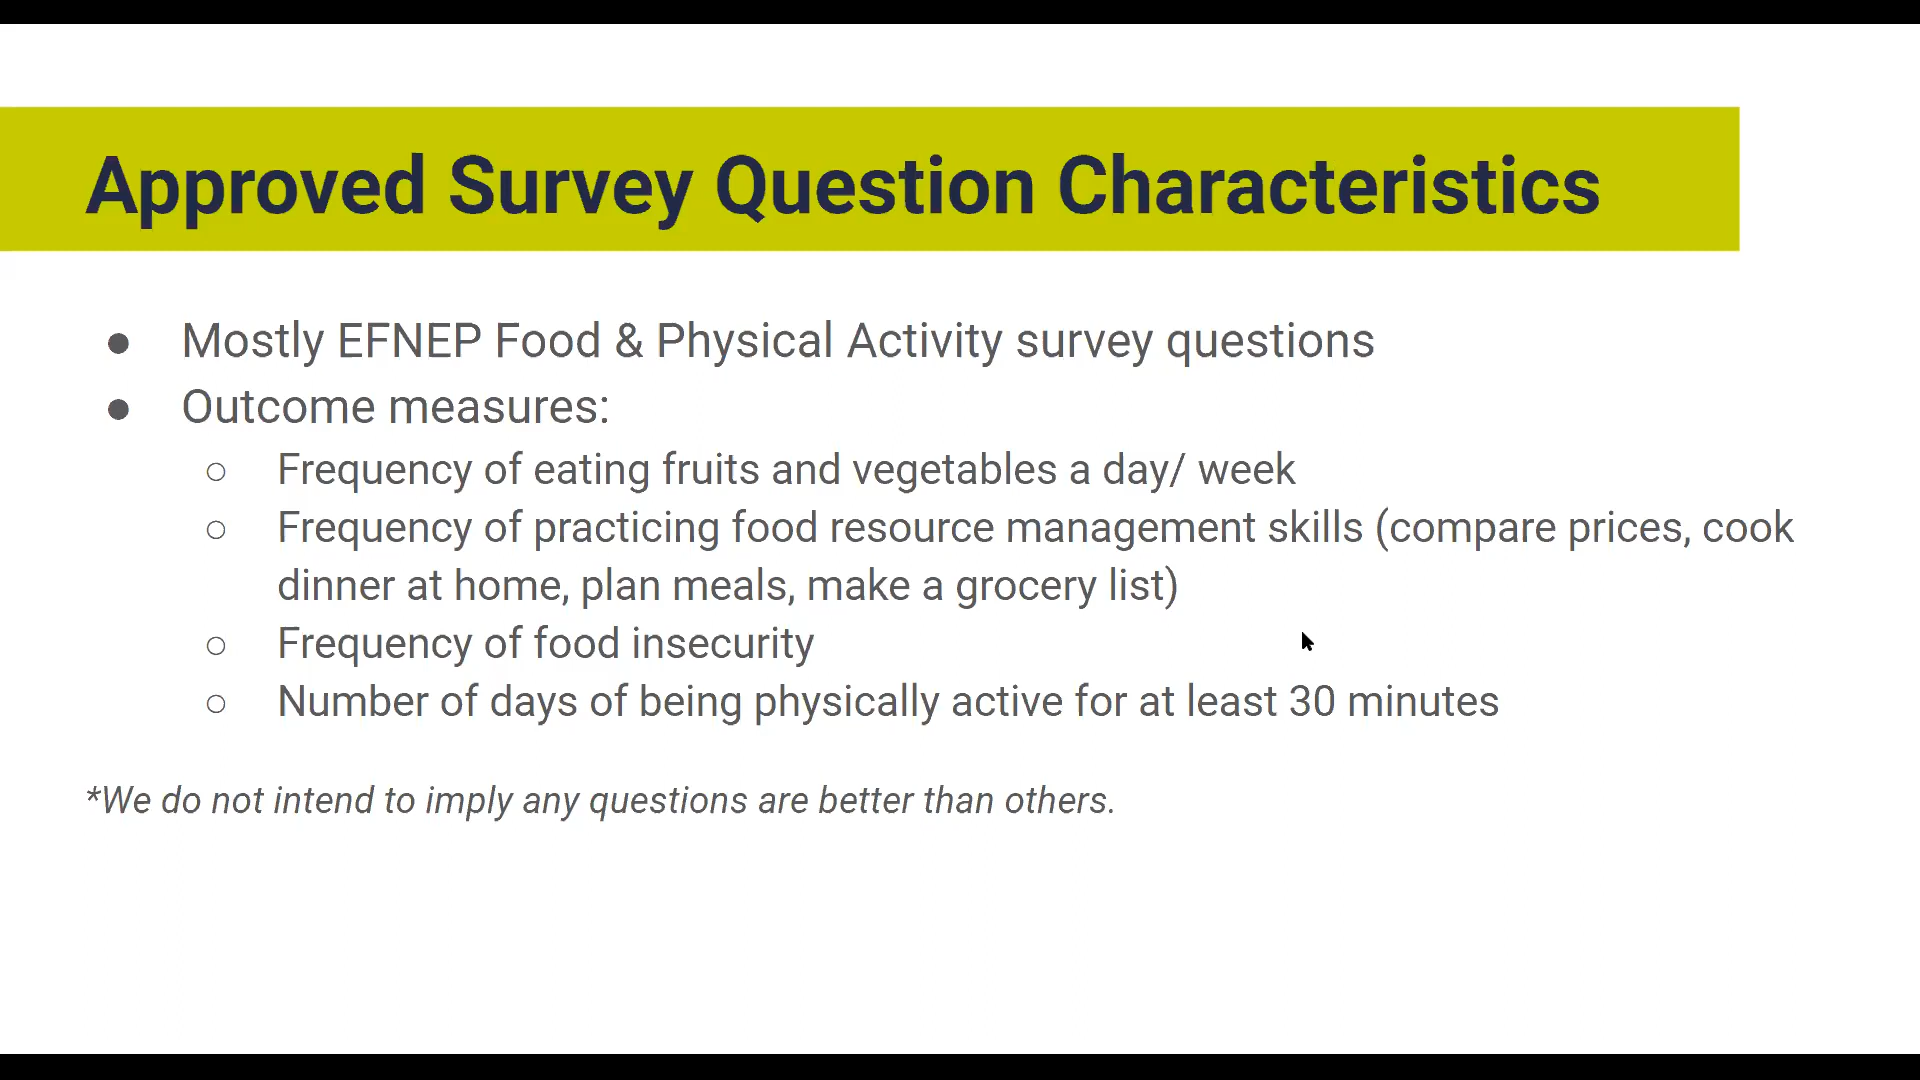 Approved Survey Question Characteristics
● Mostly EFNEP Food & Physical Activity survey questions
● Outcome measures:
○ Frequency of eating fruits and vegetables a day/ week
○ Frequency of practicing food resource management skills (compare prices, cook
dinner at home, plan meals, make a grocery list)
○ Frequency of food insecurity
○ Number of days of being physically active for at least 30 minutes
*We do not intend to imply any questions are better than others.